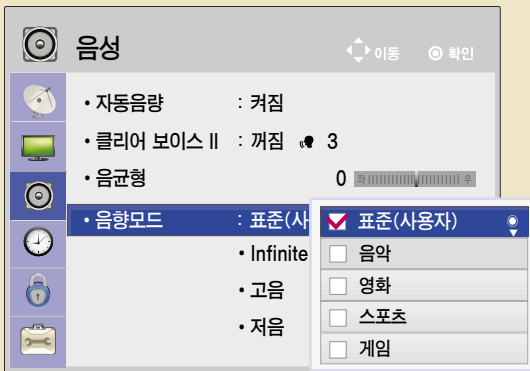 음성
이동 ◉ 확인
• 자동음량 : 켜짐
• 클리어 보이스 II : 꺼짐 3
• 음균형 0 좌 우
• 음향모드 : 표준(사
• Infinite
• 고음
• 저음
표준(사용자)
음악
영화
스포츠
게임